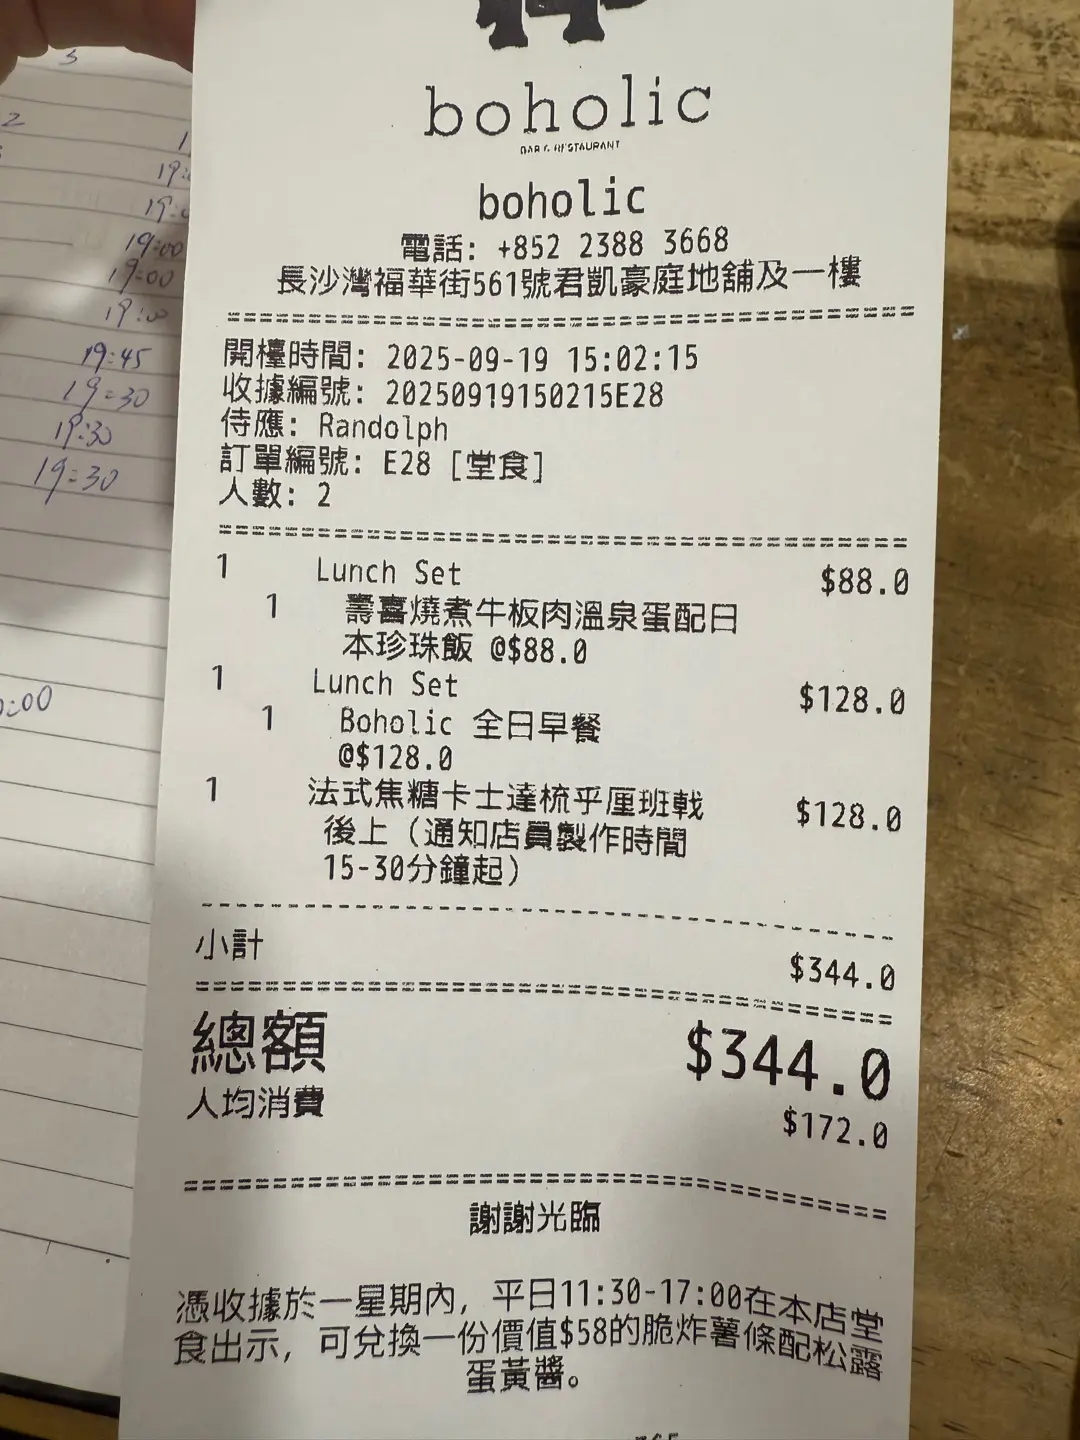 3
2
19:00
19:00
19:00
19:45
19:30
19:30
19:30
boholic
BAR & RESTAURANT
boholic
電話: +852 2388 3668
長沙灣福華街561號君凱豪庭地舖及一樓
開檯時間: 2025-09-19 15:02:15
收據編號: 20250919150215E28
侍應: Randolph
訂單編號: E28 [堂食]
人數: 2
1 Lunch Set $88.0
1 壽喜燒煮牛板肉溫泉蛋配日
本珍珠飯 @$88.0
1 Lunch Set $128.0
1 Boholic 全日早餐
@$128.0
1 法式焦糖卡士達梳乎厘班戟 $128.0
後上（通知店員製作時間
15-30分鐘起）
小計 $344.0
總額 $344.0
人均消費 $172.0
謝謝光臨
憑收據於一星期內, 平日11:30-17:00在本店堂
食出示, 可兌換一份價值$58的脆炸薯條配松露
蛋黃醬。